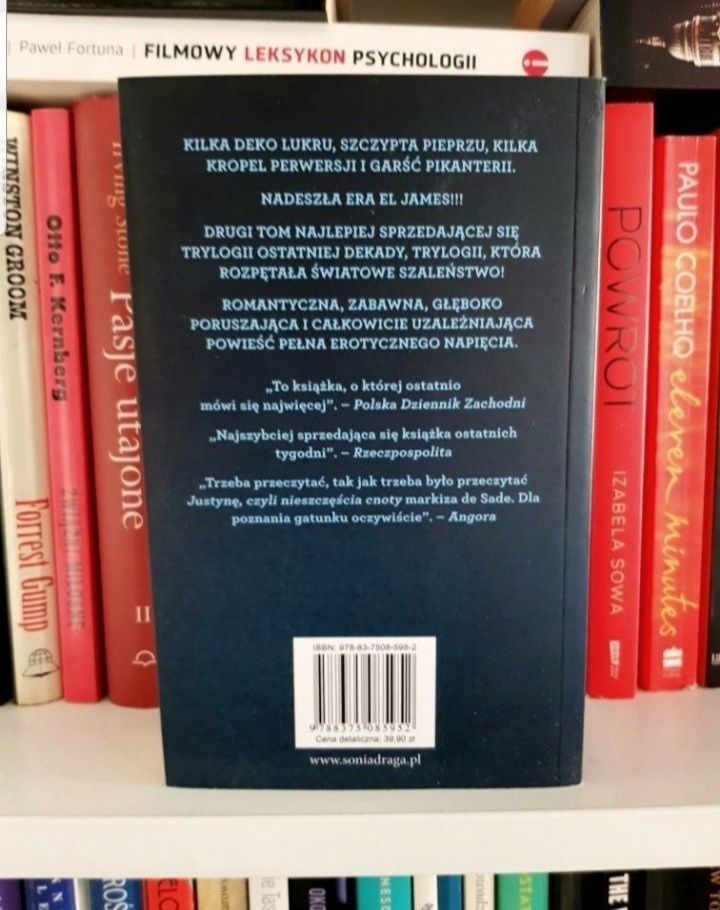 Paweł Fortuna | FILMOWY LEKSYKON PSYCHOLOGII
KILKA DEKO LUKRU, SZCZYPTA PIEPRZU, KILKA
KROPEL PERWERSJI I GARŚĆ PIKANTERII.
NADESZŁA ERA EL JAMES!!!
DRUGI TOM NAJLEPIEJ SPRZEDAJĄCEJ SIĘ
TRYLOGII OSTATNIEJ DEKADY, TRYLOGII, KTÓRA
ROZPĘTAŁA ŚWIATOWE SZALEŃSTWO!
ROMANTYCZNA, ZABAWNA, GŁĘBOKO
PORUSZAJĄCA I CAŁKOWICIE UZALEŻNIAJĄCA
POWIEŚĆ PEŁNA EROTYCZNEGO NAPIĘCIA.
„To książka, o której ostatnio
mówi się najwięcej”. – Polska Dziennik Zachodni
„Najszybciej sprzedająca się książka ostatnich
tygodni”. – Rzeczpospolita
„Trzeba przeczytać, tak jak trzeba było przeczytać
Justynę, czyli nieszczęścia cnoty markiza de Sade. Dla
poznania gatunku oczywiście”. – Angora
ISBN: 978-83-7508-595-2
9 788375 085952
Cena detaliczna: 39,90 zł
www.soniadraga.pl
WINSTON GROOM
Forrest Gump
Otto F. Kernberg
Irving Stone
Pasje utajone
II
POWRÓT
IZABELA SOWA
PAULO COELHO
eleven minutes